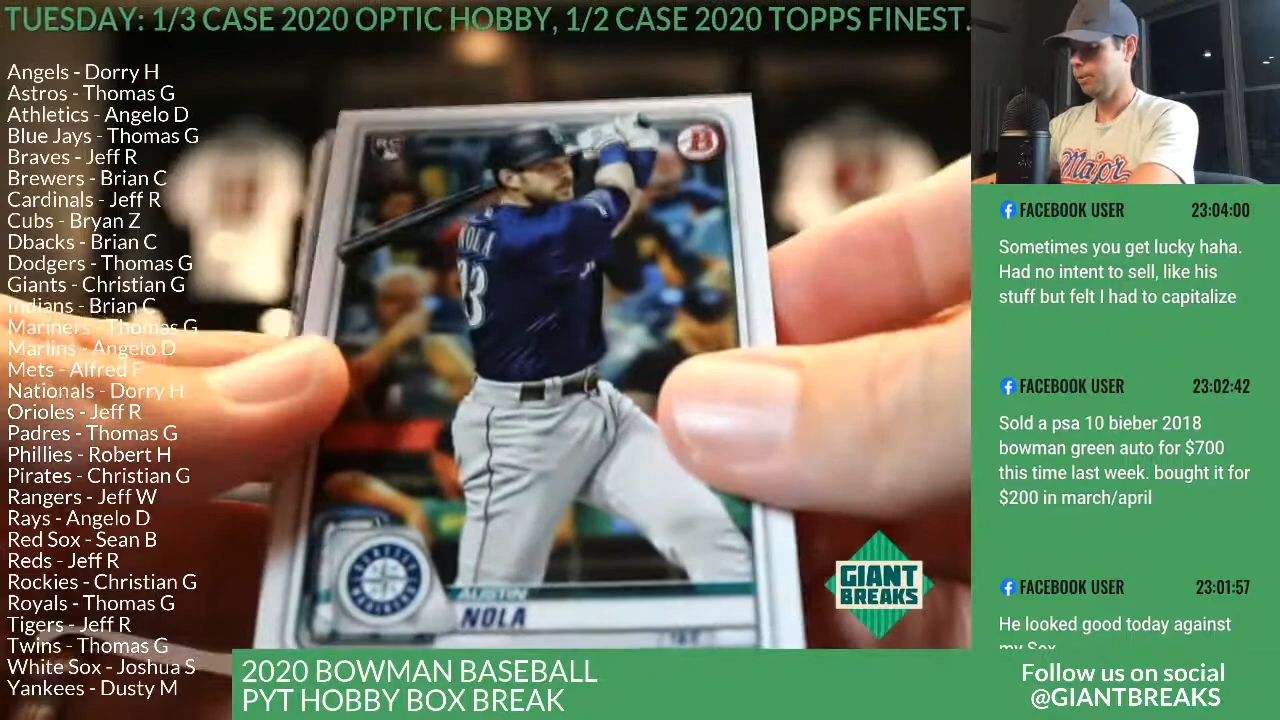 TUESDAY: 1/3 CASE 2020 OPTIC HOBBY, 1/2 CASE 2020 TOPPS FINEST.
Angels - Dorry H
Astros - Thomas G
Athletics - Angelo D
Blue Jays - Thomas G
Braves - Jeff R
Brewers - Brian C
Cardinals - Jeff R
Cubs - Bryan Z
Dbacks - Brian C
Dodgers - Thomas G
Giants - Christian G
Indians - Brian C
Mariners - Thomas G
Marlins - Angelo D
Mets - Alfred F
Nationals - Dorry H
Orioles - Jeff R
Padres - Thomas G
Phillies - Robert H
Pirates - Christian G
Rangers - Jeff W
Rays - Angelo D
Red Sox - Sean B
Reds - Jeff R
Rockies - Christian G
Royals - Thomas G
Tigers - Jeff R
Twins - Thomas G
White Sox - Joshua S
Yankees - Dusty M
RC
B
NOLA
23
AUSTIN
NOLA
GIANT
BREAKS
2020 BOWMAN BASEBALL
PYT HOBBY BOX BREAK
FACEBOOK USER 23:04:00
Sometimes you get lucky haha.
Had no intent to sell, like his
stuff but felt I had to capitalize
FACEBOOK USER 23:02:42
Sold a psa 10 bieber 2018
bowman green auto for $700
this time last week. bought it for
$200 in march/april
FACEBOOK USER 23:01:57
He looked good today against
my Sox
Follow us on social
@GIANTBREAKS